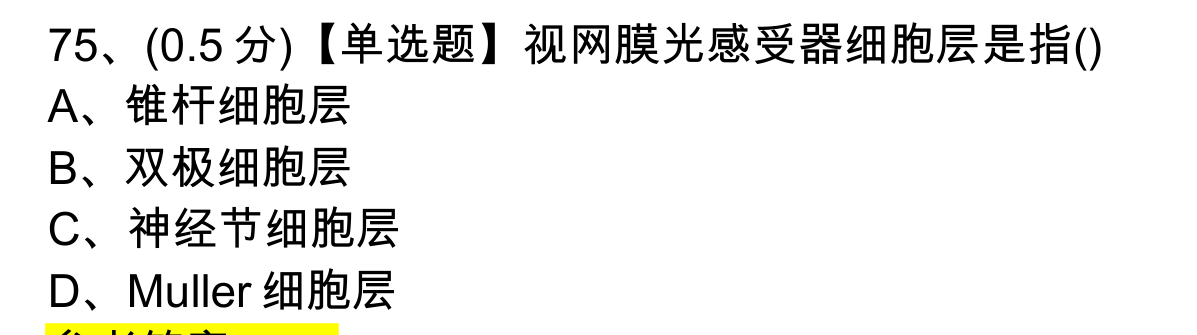 75、(0.5 分)【单选题】视网膜光感受器细胞层是指()
A、锥杆细胞层
B、双极细胞层
C、神经节细胞层
D、Muller 细胞层